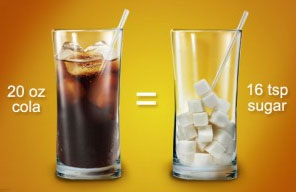 20 oz
cola
=
16 tsp
sugar